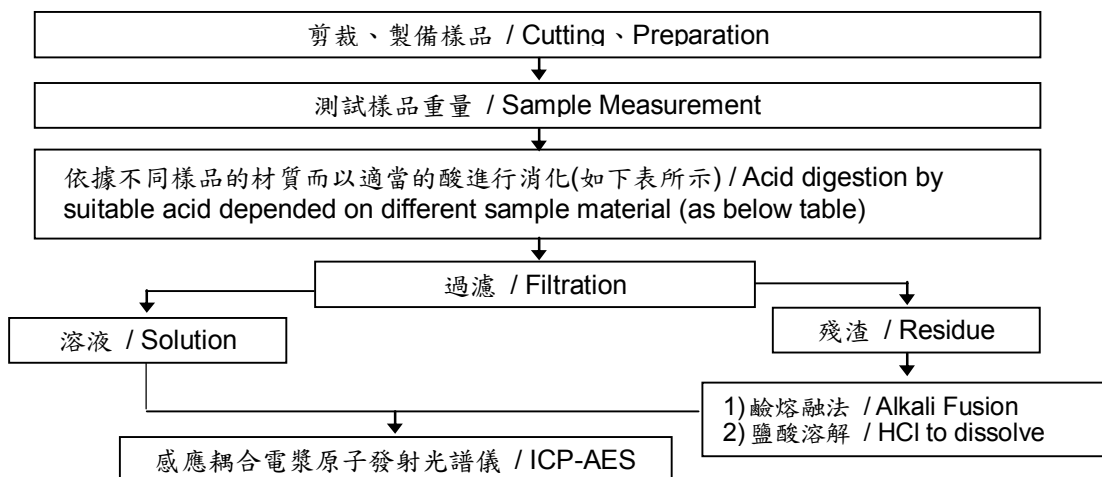 剪裁、製備樣品 / Cutting、Preparation
測試樣品重量 / Sample Measurement
依據不同樣品的材質而以適當的酸進行消化(如下表所示) / Acid digestion by
suitable acid depended on different sample material (as below table)
過濾 / Filtration
溶液 / Solution
殘渣 / Residue
1)鹼熔融法 / Alkali Fusion
2)鹽酸溶解 / HCl to dissolve
感應耦合電漿原子發射光譜儀 / ICP-AES